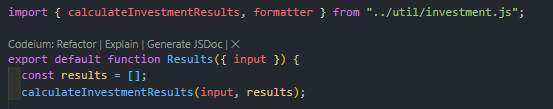 import { calculateInvestmentResults, formatter } from "../util/investment.js";
Codeium: Refactor | Explain | Generate JSDoc | ×
export default function Results({ input }) {
const results = [];
calculateInvestmentResults(input, results);